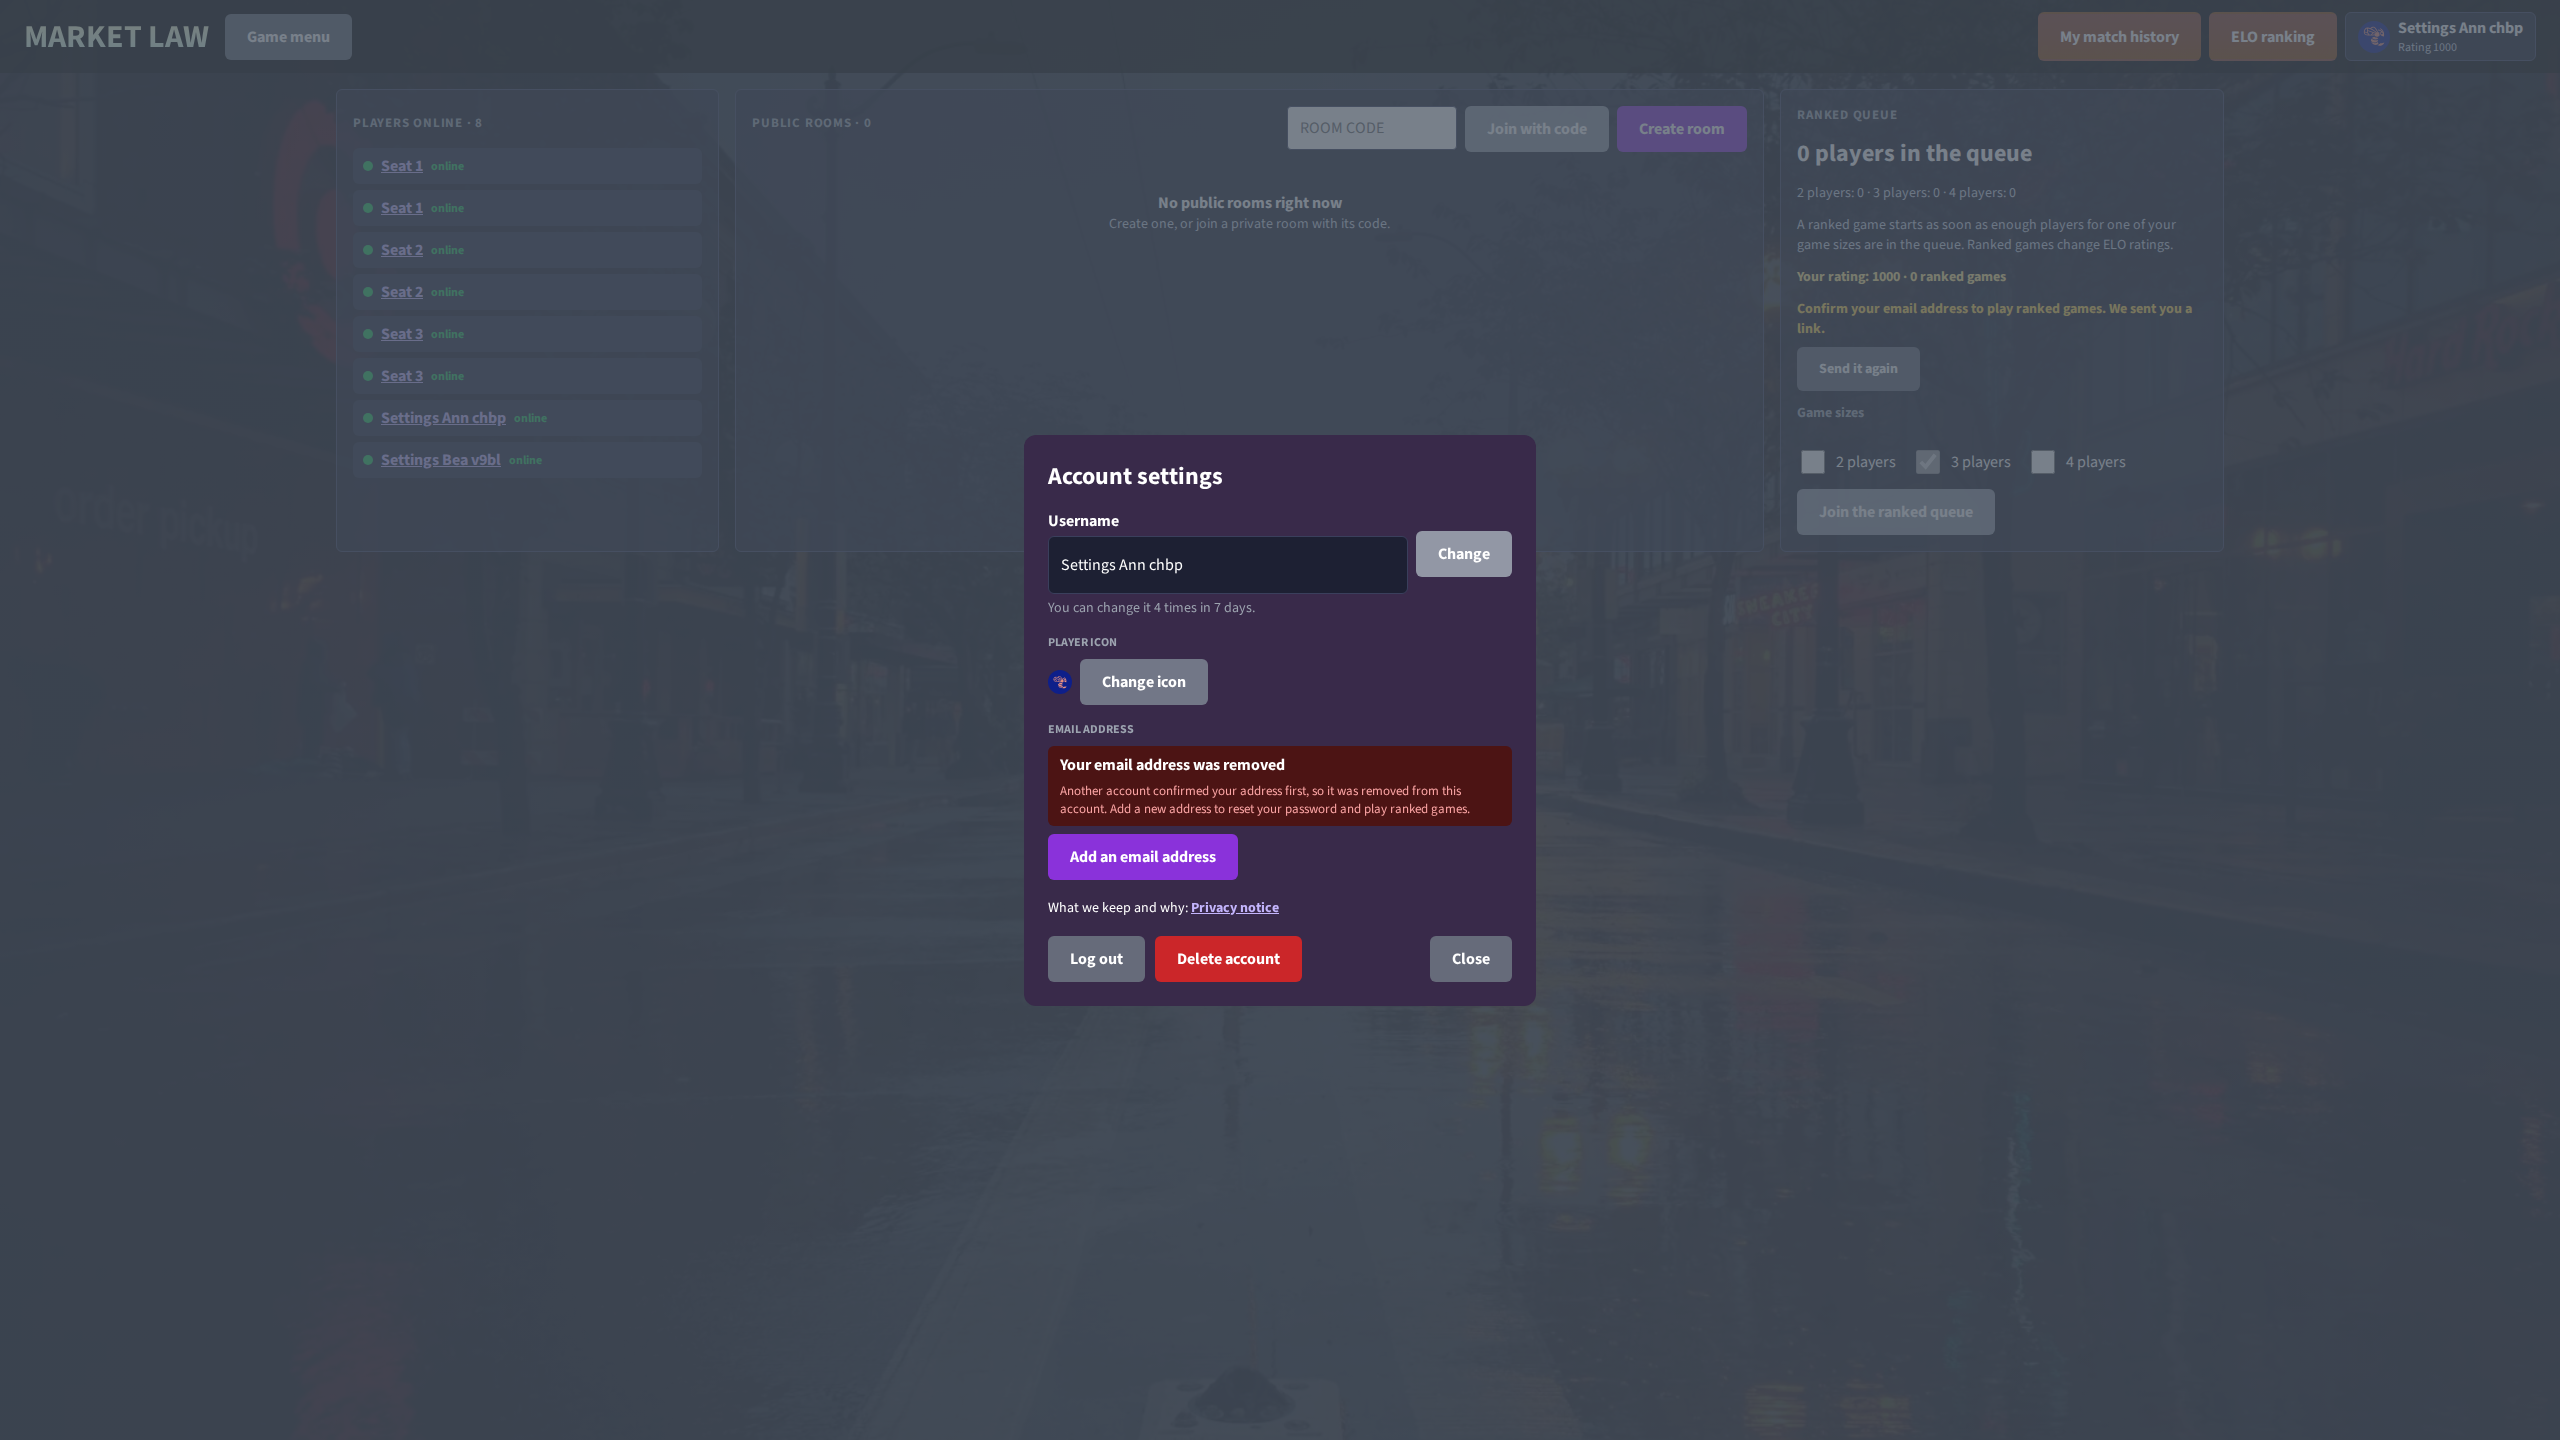 MARKET LAW
Game menu
My match history
ELO ranking
Settings Ann chbp
Rating 1000
PLAYERS ONLINE · 8
Seat 1 online
Seat 1 online
Seat 2 online
Seat 2 online
Seat 3 online
Seat 3 online
Settings Ann chbp online
Settings Bea v9bl online
PUBLIC ROOMS · 0
ROOM CODE
Join with code
Create room
No public rooms right now
Create one, or join a private room with its code.
RANKED QUEUE
0 players in the queue
2 players: 0 · 3 players: 0 · 4 players: 0
A ranked game starts as soon as enough players for one of your
game sizes are in the queue. Ranked games change ELO ratings.
Your rating: 1000 · 0 ranked games
Confirm your email address to play ranked games. We sent you a
link.
Send it again
Game sizes
2 players
3 players
4 players
Join the ranked queue
order pickup
SNEAKER
CITY
Account settings
Username
Settings Ann chbp
Change
You can change it 4 times in 7 days.
PLAYER ICON
Change icon
EMAIL ADDRESS
Your email address was removed
Another account confirmed your address first, so it was removed from this
account. Add a new address to reset your password and play ranked games.
Add an email address
What we keep and why: Privacy notice
Log out
Delete account
Close